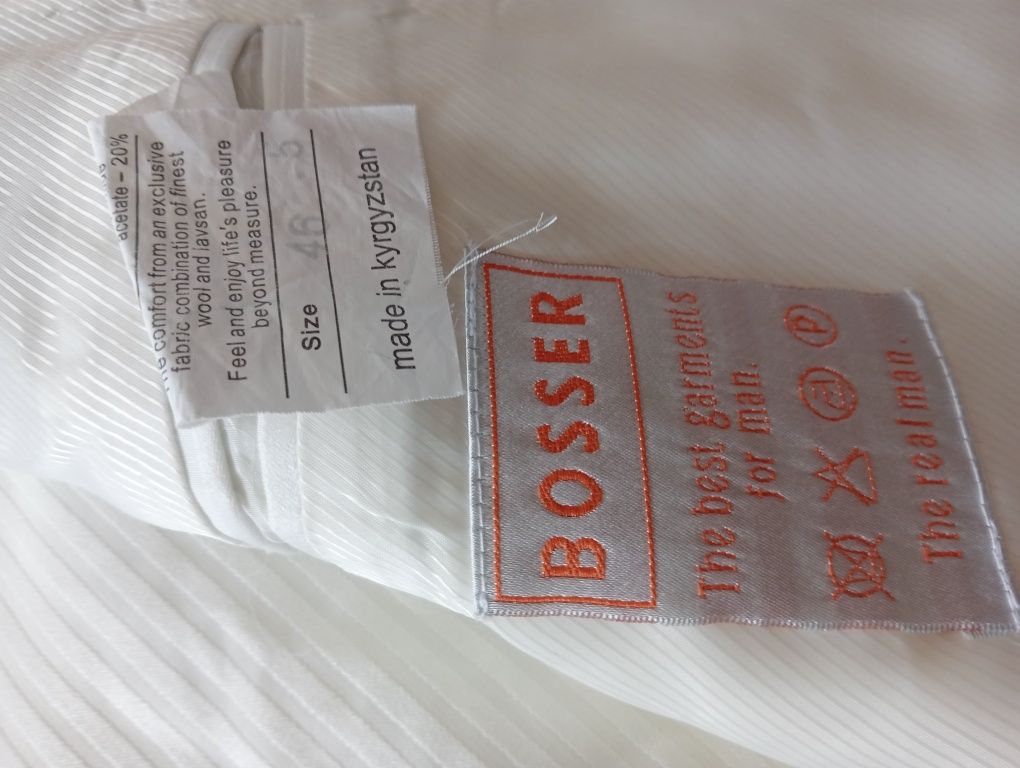 acetate – 20%
comfort from an exclusive
fabric combination of finest
wool and lavsan.
Feel and enjoy life's pleasure
beyond measure.
Size 46 -5
made in kyrgyzstan
BOSSER
The best garments
for man.
The real man.